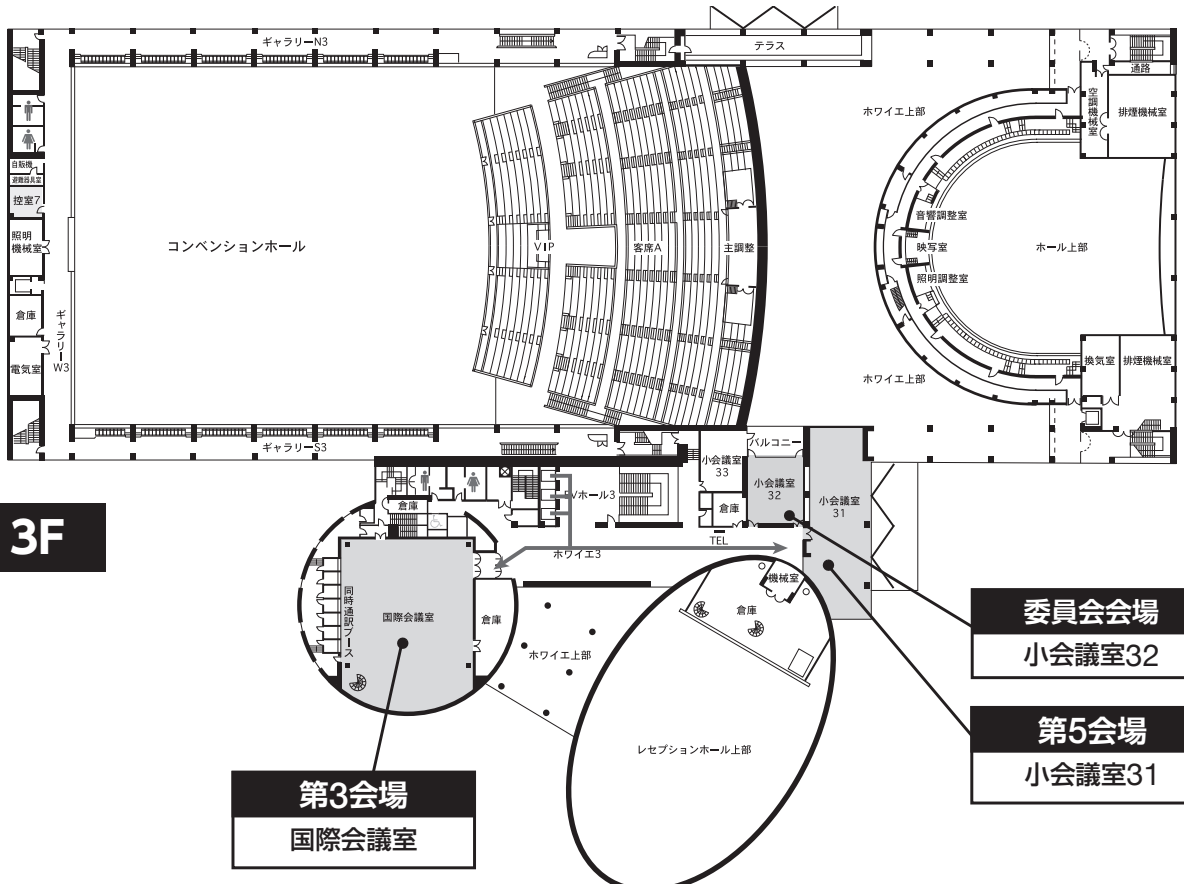 ギャラリーN3
テラス
通路
空調機械室
排煙機械室
ホワイエ上部
自販機
避難器具室
控室7
照明
機械室
コンベンションホール
VIP
客席A
主調整
音響調整室
映写室
照明調整室
ホール上部
倉庫
ギャラリーW3
電気室
換気室
排煙機械室
ホワイエ上部
ギャラリーS3
小会議室
33
バルコニー
小会議室
32
小会議室
31
倉庫
EVホール3
倉庫
TEL
ホワイエ3
3F
同時通訳ブース
国際会議室
倉庫
機械室
倉庫
ホワイエ上部
レセプションホール上部
委員会会場
小会議室32
第5会場
小会議室31
第3会場
国際会議室